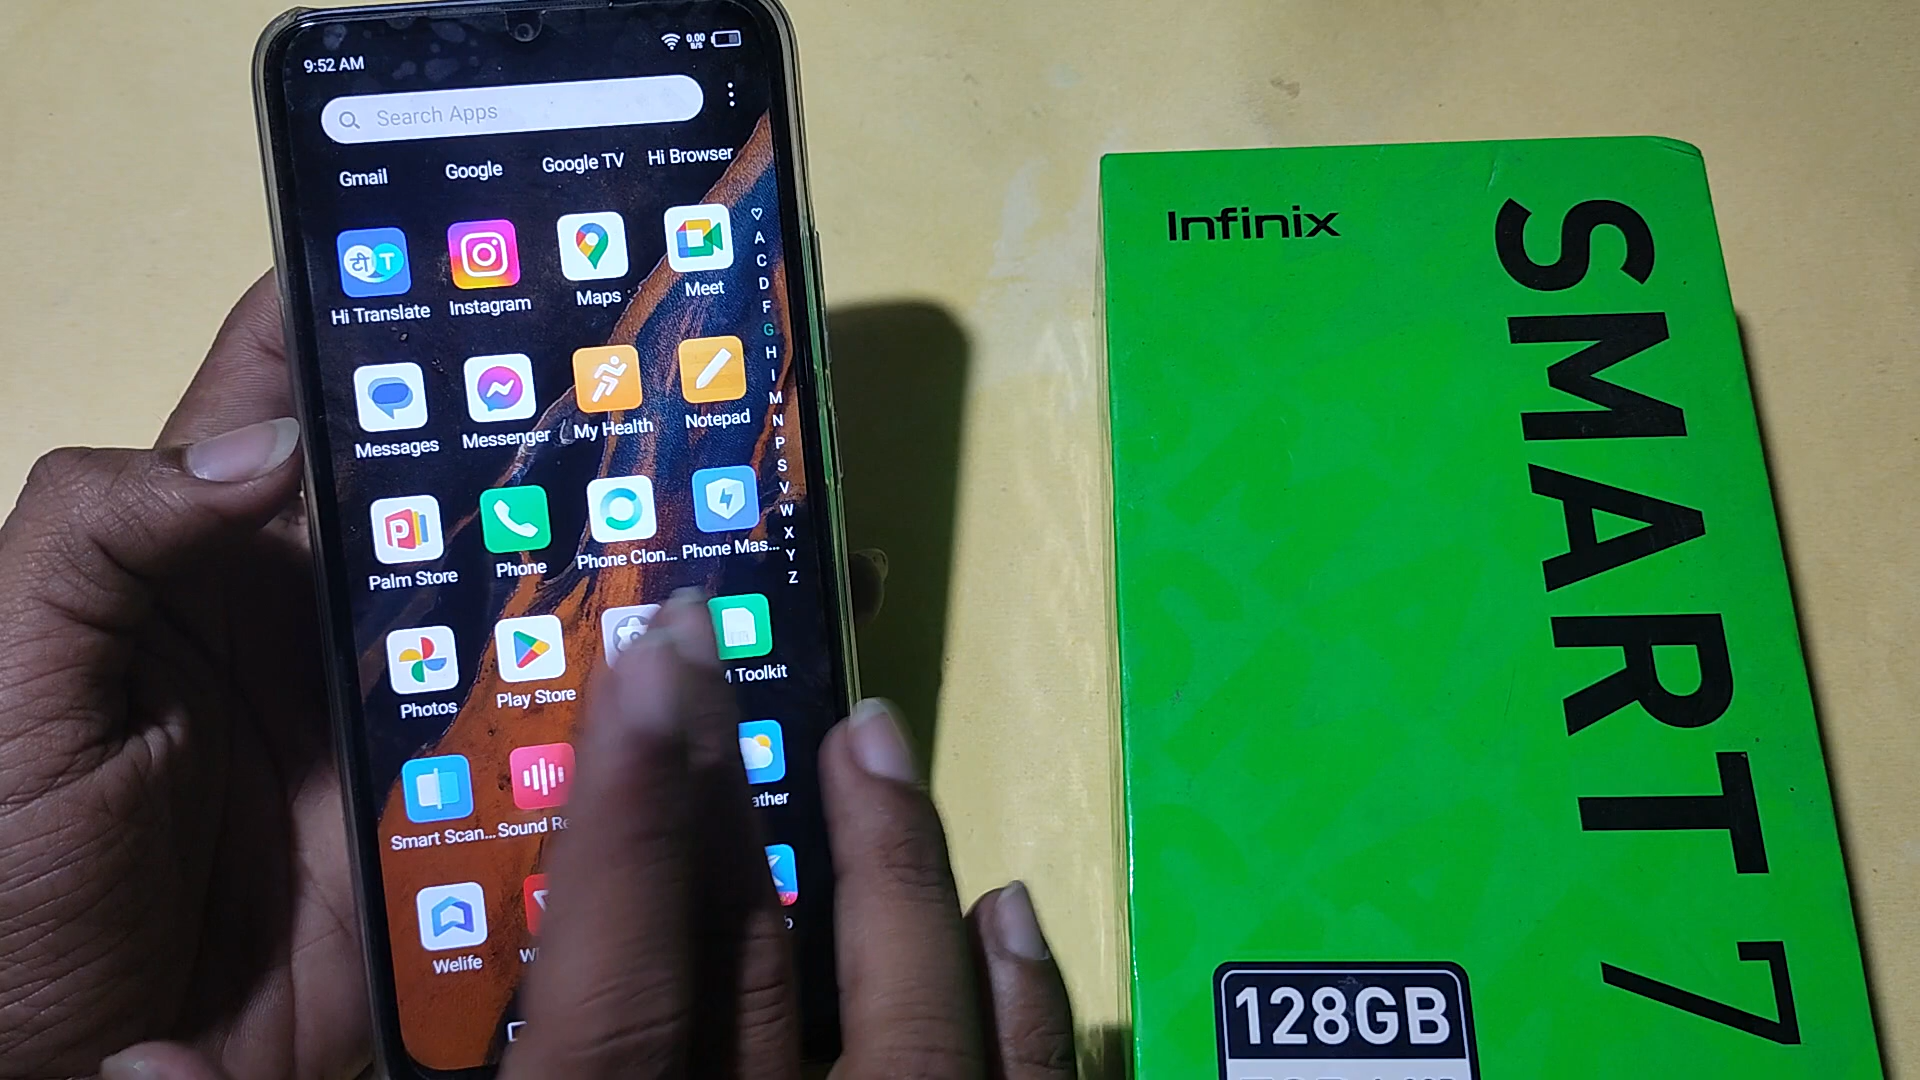 9:52 AM
0.00
Search Apps
Gmail Google Google TV Hi Browser
टी T
Hi Translate Instagram Maps Meet
Messages Messenger My Health Notepad
Palm Store Phone Phone Clon... Phone Mas...
Photos Play Store Toolkit
Smart Scan... Sound
Welife
A
C
D
F
G
H
I
M
N
P
S
V
W
X
Y
Z
Infinix
SMART 7
128GB